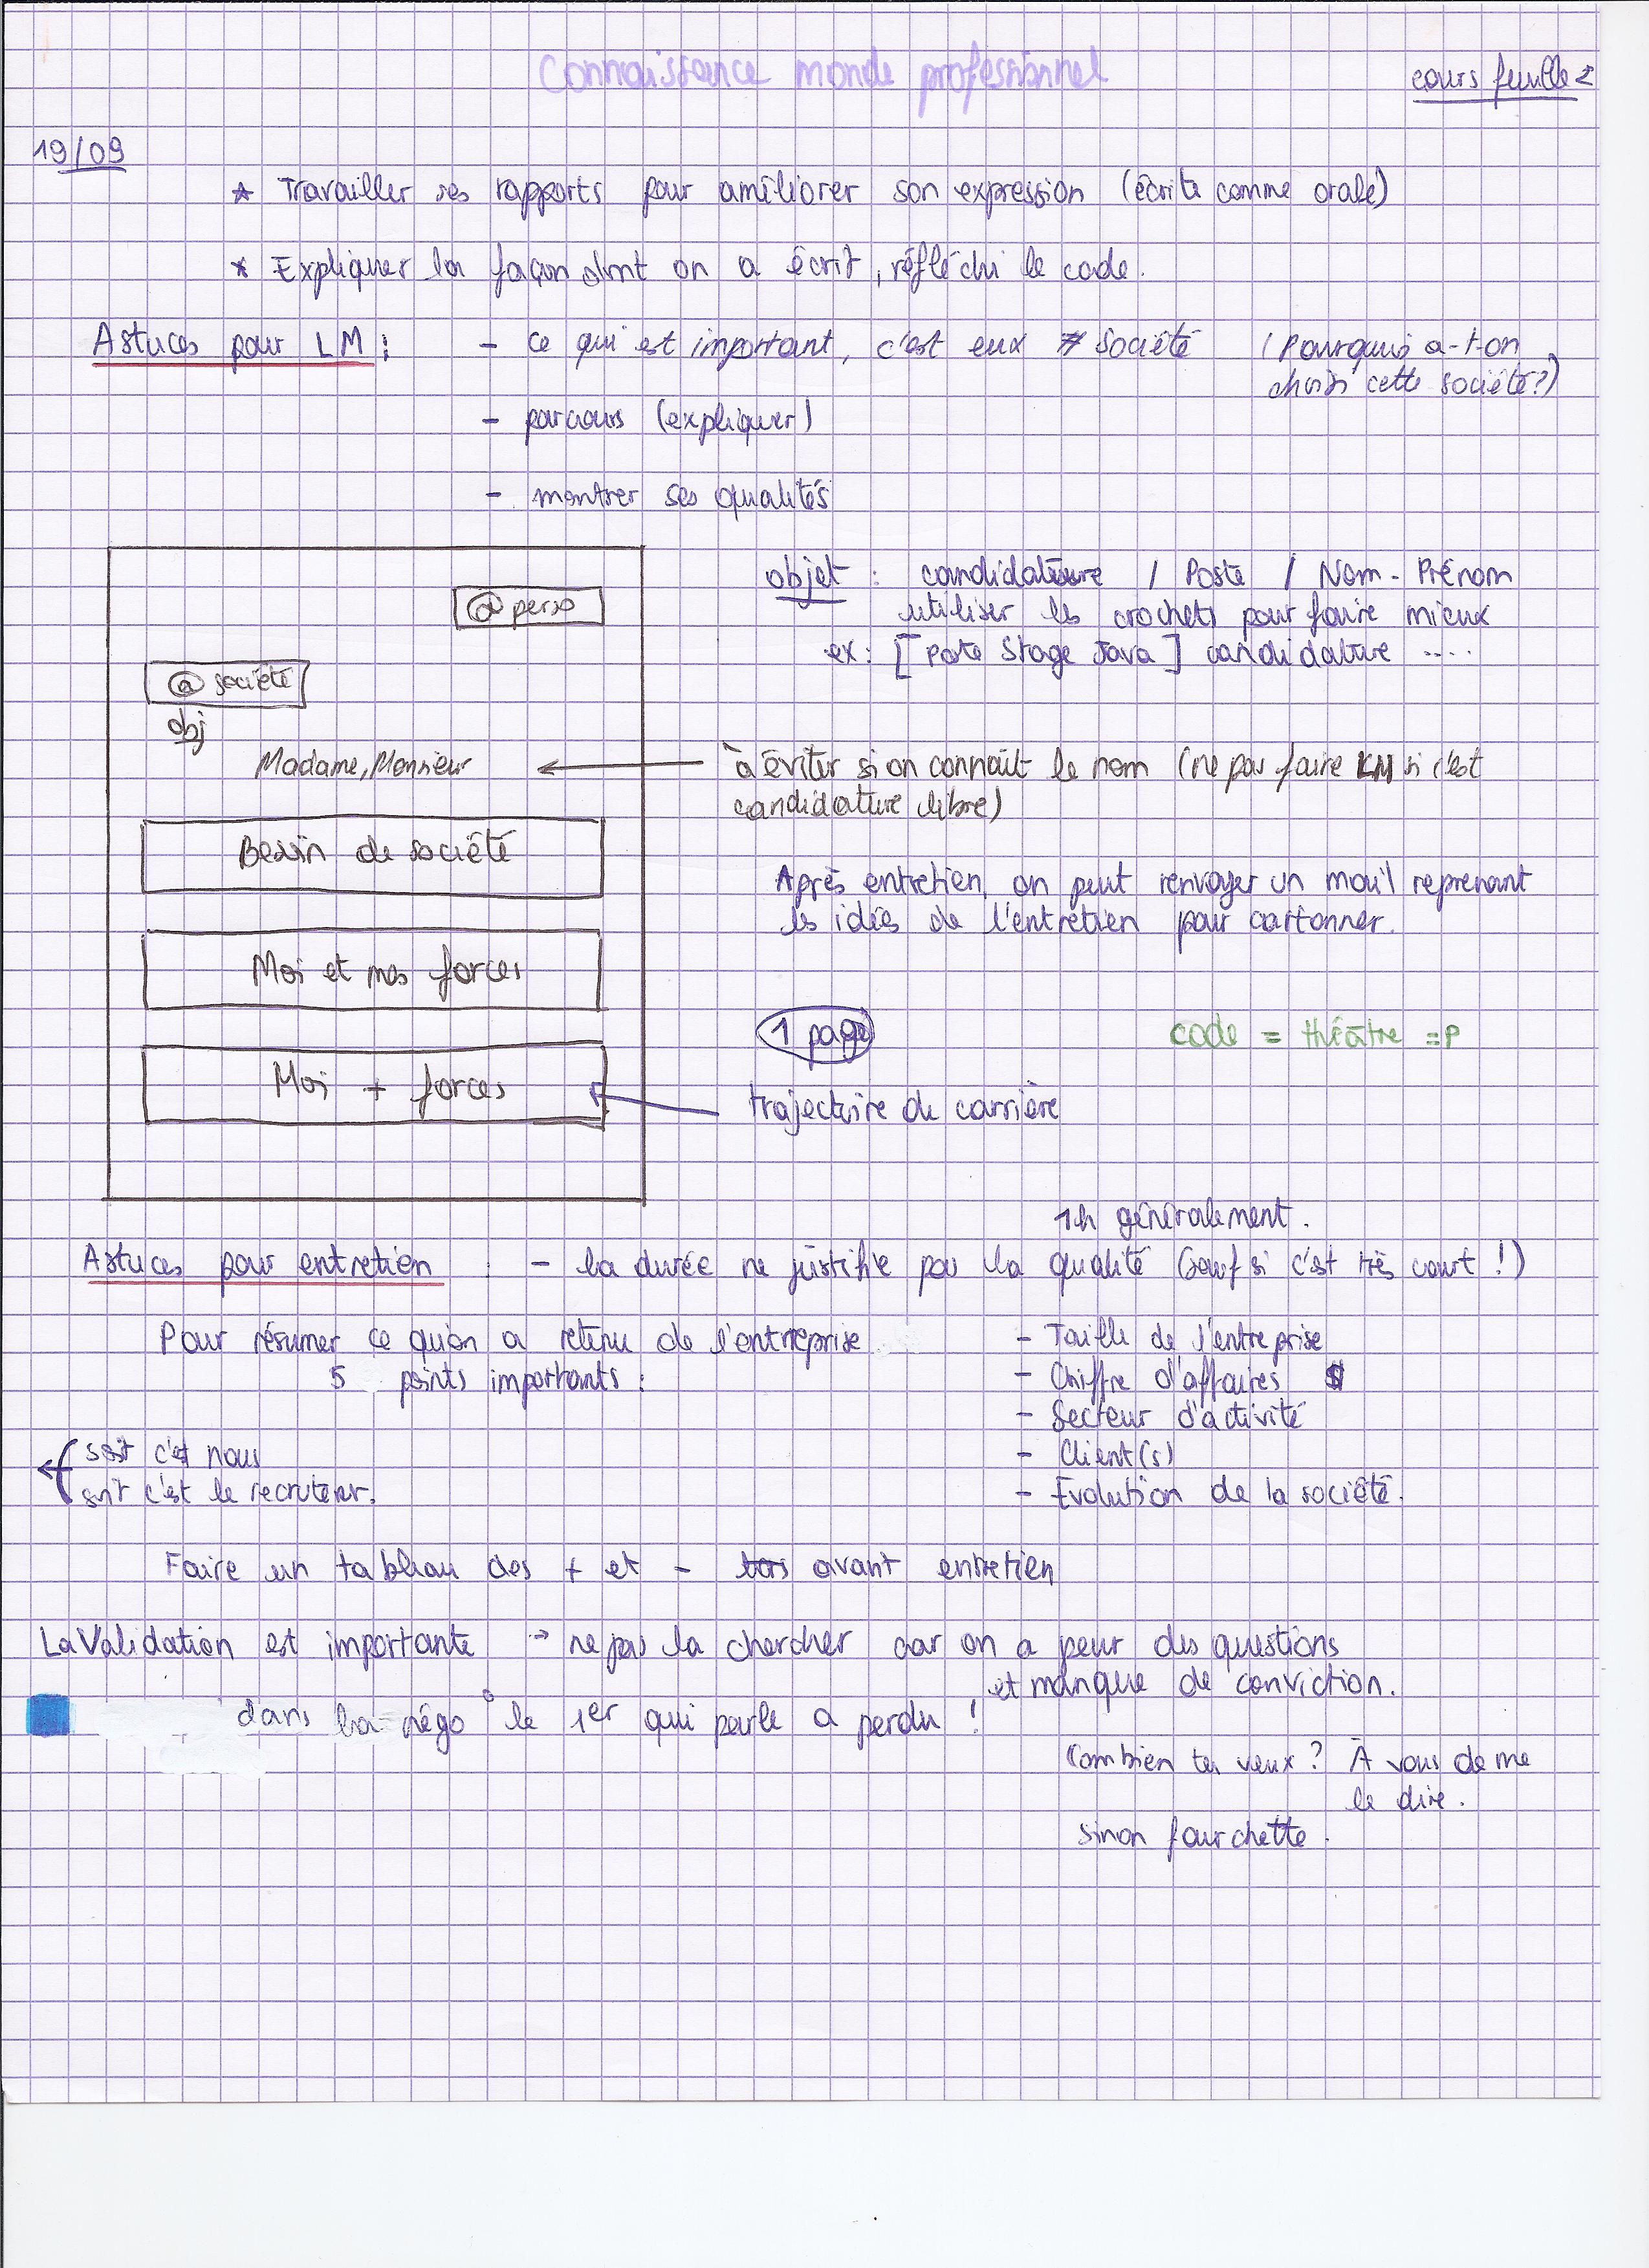 Connaissance monde professionnel
cours feuille 2
19/09
* Travailler ses rapports pour améliorer son expression (écrite comme orale)
* Expliquer la façon dont on a écrit, réfléchi le code.
Astuces pour LM : - ce qui est important, c'est eux ≠ société (Pourquoi a-t-on
choisi cette société?)
- parcours (expliquer)
- montrer ses qualités
@ perso
@ société
obj
Madame, Monsieur
Besoin de société
Moi et mes forces
Moi + forces
objet : candidature / Poste / Nom - Prénom
utiliser les crochets pour faire mieux
ex : [Poste Stage Java] candidature ....
à éviter si on connaît le nom (ne pas faire LM si c'est
candidature libre)
Après entretien, on peut renvoyer un mail reprenant
les idées de l'entretien pour cartonner.
1 page
code = théâtre =P
trajectoire de carrière
1h généralement.
Astuces pour entretien : - la durée ne justifie pas la qualité (sauf si c'est très court !)
Pour résumer ce qu'on a retenu de l'entreprise
5 points importants :
- Taille de l'entreprise
- Chiffre d'affaires $
- Secteur d'activité
- Client(s)
- Evolution de la société.
soit c'est nous
soit c'est le recruteur.
Faire un tableau des + et - lors avant entretien
La Validation est importante → ne pas la chercher car on a peur des questions
et manque de conviction.
dans la négo : le 1er qui parle a perdu !
Combien tu veux ? À vous de me
le dire.
sinon fourchette.